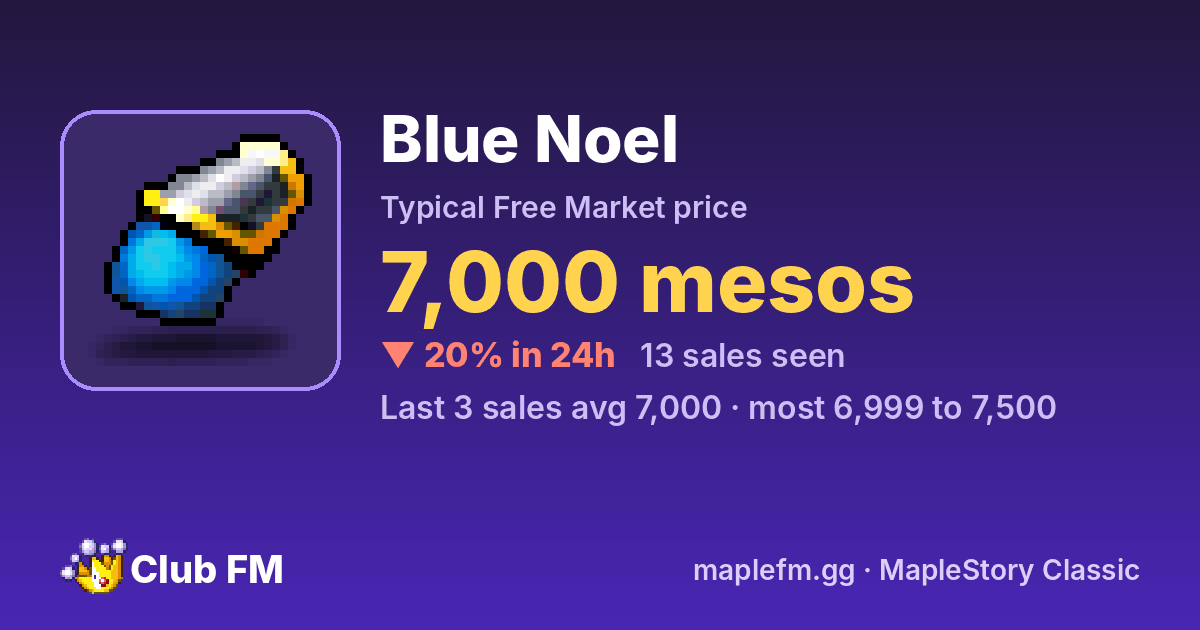 Blue Noel
Typical Free Market price
7,000 mesos
▼ 20% in 24h 13 sales seen
Last 3 sales avg 7,000 · most 6,999 to 7,500
Club FM
maplefm.gg · MapleStory Classic